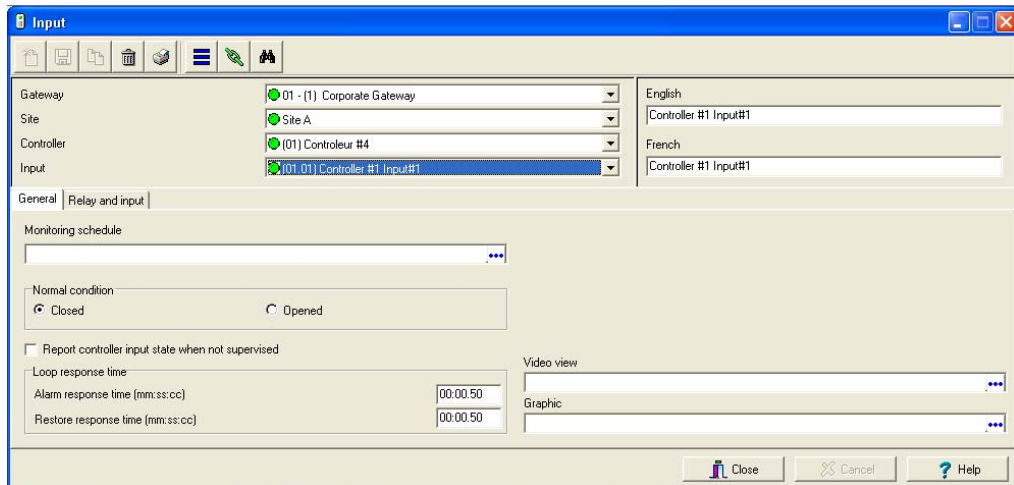 Input
Gateway
01 - (1) Corporate Gateway
Site
Site A
Controller
(01) Controleur #4
Input
(01.01) Controller #1 Input#1
English
Controller #1 Input#1
French
Controller #1 Input#1
General
Relay and input
Monitoring schedule
Normal condition
Closed
Opened
Report controller input state when not supervised
Loop response time
Alarm response time (mm:ss:cc)
00:00.50
Restore response time (mm:ss:cc)
00:00.50
Video view
Graphic
Close
Cancel
Help